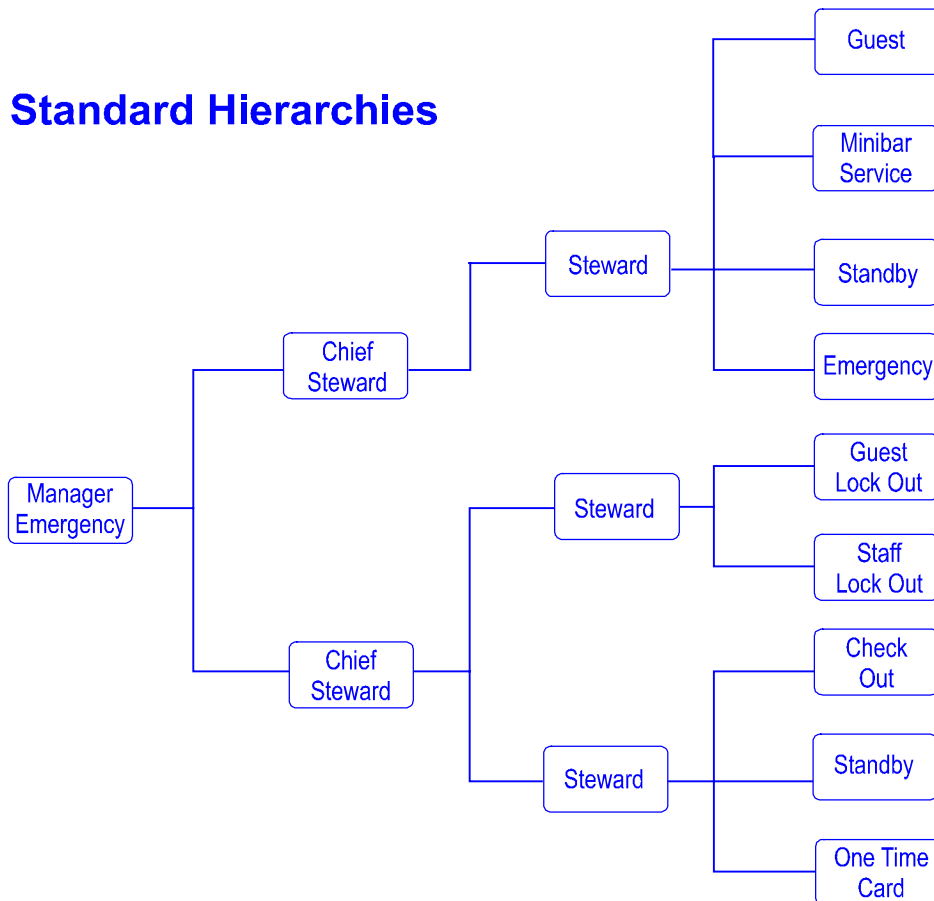 Standard Hierarchies
Guest
Minibar
Service
Steward
Standby
Chief
Steward
Emergency
Guest
Lock Out
Manager
Emergency
Steward
Staff
Lock Out
Chief
Steward
Check
Out
Steward
Standby
One Time
Card